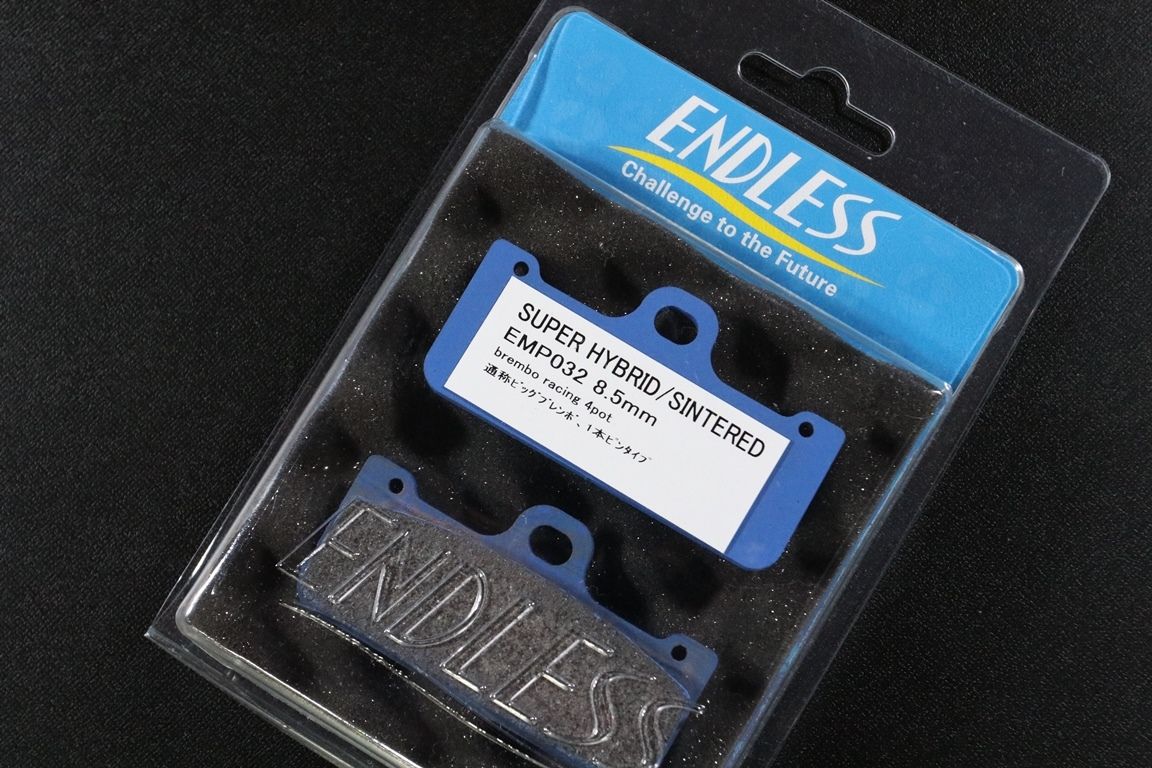 ENDLESS
Challenge to the Future
SUPER HYBRID/SINTERED
EMP032 8.5mm
brembo racing 4pot
通称ビッグブレンボ、1本ピンタイプ
ENDLESS